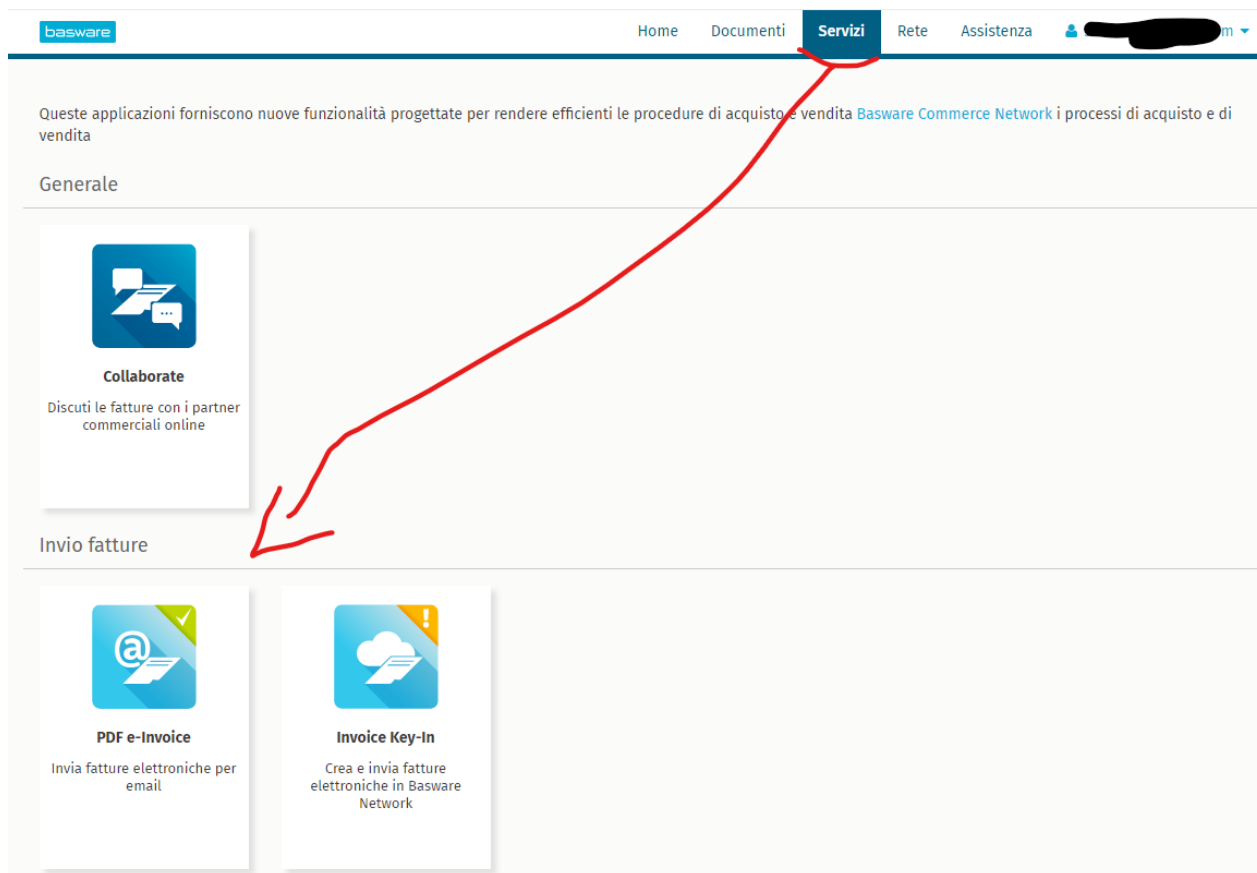 basware
Home Documenti Servizi Rete Assistenza m
Queste applicazioni forniscono nuove funzionalità progettate per rendere efficienti le procedure di acquisto e vendita Basware Commerce Network i processi di acquisto e di
vendita
Generale
Collaborate
Discuti le fatture con i partner
commerciali online
Invio fatture
PDF e-Invoice
Invia fatture elettroniche per
email
Invoice Key-In
Crea e invia fatture
elettroniche in Basware
Network